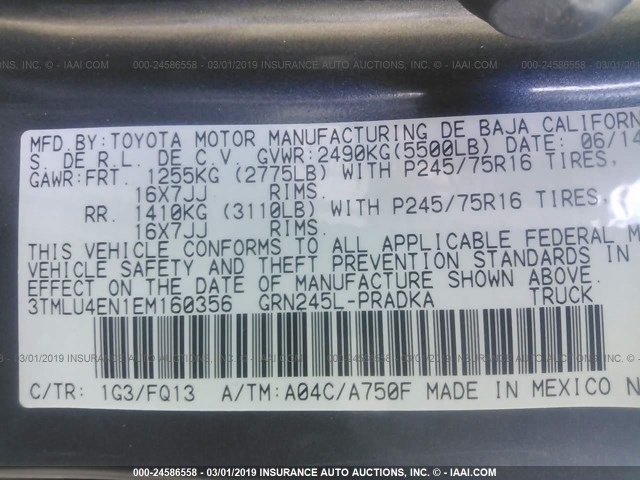 000-24586558 - 03/01/2019 INSURANCE AUTO AUCTIONS, INC. - © IAAI.COM
MFD.BY:TOYOTA MOTOR MANUFACTURING DE BAJA CALIFORN
S. DE R.L. DE C.V. GVWR:2490KG(5500LB) DATE: 06/14
GAWR:FRT. 1255KG (2775LB) WITH P245/75R16 TIRES,
16X7JJ RIMS.
RR. 1410KG (3110LB) WITH P245/75R16 TIRES,
16X7JJ RIMS.
THIS VEHICLE CONFORMS TO ALL APPLICABLE FEDERAL M
VEHICLE SAFETY AND THEFT PREVENTION STANDARDS IN
ON THE DATE OF MANUFACTURE SHOWN ABOVE.
3TMLU4EN1EM160356 GRN245L-PRADKA TRUCK
C/TR: 1G3/FQ13 A/TM:A04C/A750F MADE IN MEXICO N
000-24586558 - 03/01/2019 INSURANCE AUTO AUCTIONS, INC. - © IAAI.COM